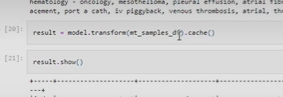 hematology - oncology, mesothelioma, pleural effusion, atrial fib
acement, port a cath, iv piggyback, venous thrombosis, atrial, th
[20]: result = model.transform(mt_samples_df).cache()
[21]: result.show()
+-----+
---+